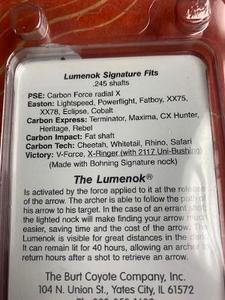 Lumenok Signature Fits
.245 shafts
PSE: Carbon Force radial X
Easton: Lightspeed, Powerflight, Fatboy, XX75,
XX78, Eclipse, Cobalt
Carbon Express: Terminator, Maxima, CX Hunter,
Heritage, Rebel
Carbon Impact: Fat shaft
Carbon Tech: Cheetah, Whitetail, Rhino, Safari
Victory: V-Force, X-Ringer (with 2117 Uni-Bushing)
(Made with Bohning Signature nock)
The Lumenok®
Is activated by the force applied to it at the release
of the arrow. The archer is able to follow the path of
his arrow to his target. In the case of an errant shot
the lighted nock will make finding your arrow much
easier, saving time and the cost of the arrow. The
Lumenok is visible for great distances in the dark.
It can remain lit for 40 hours, allowing an archer to
return hours after a shot to retrieve an arrow.
The Burt Coyote Company, Inc.
104 N. Union St., Yates City, IL 61572